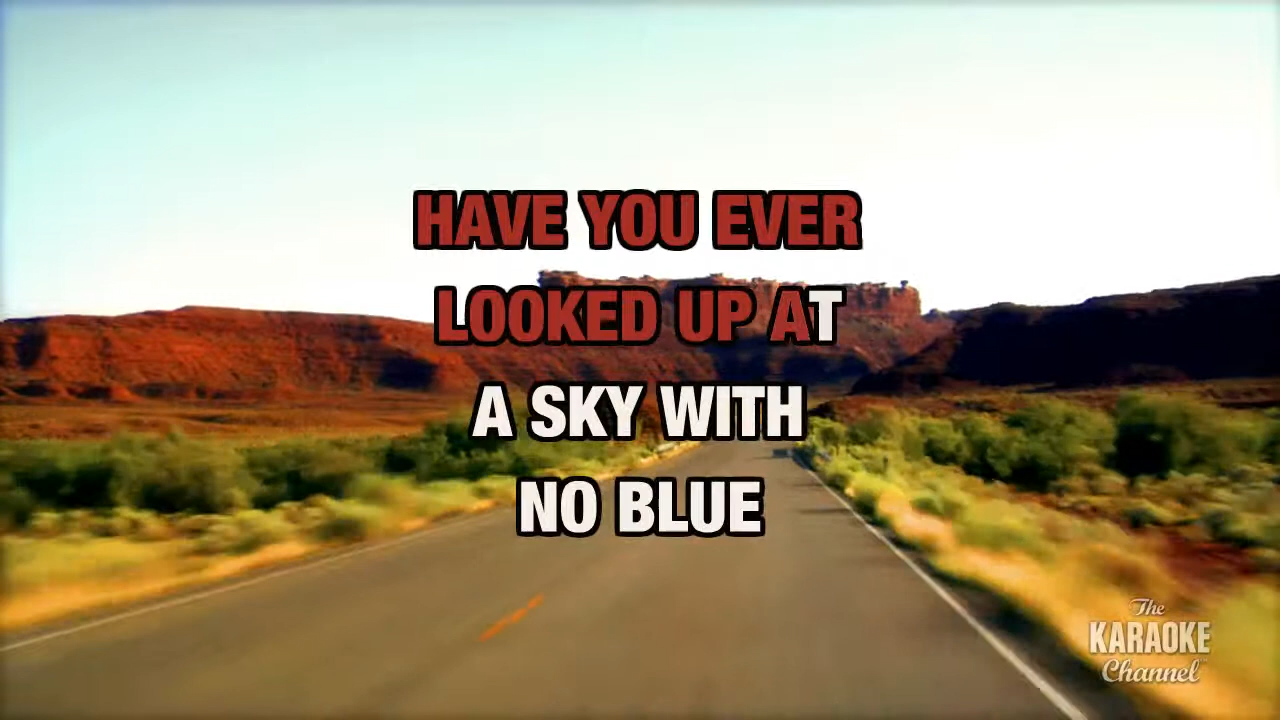 HAVE YOU EVER
LOOKED UP AT
A SKY WITH
NO BLUE
The
KARAOKE
Channel